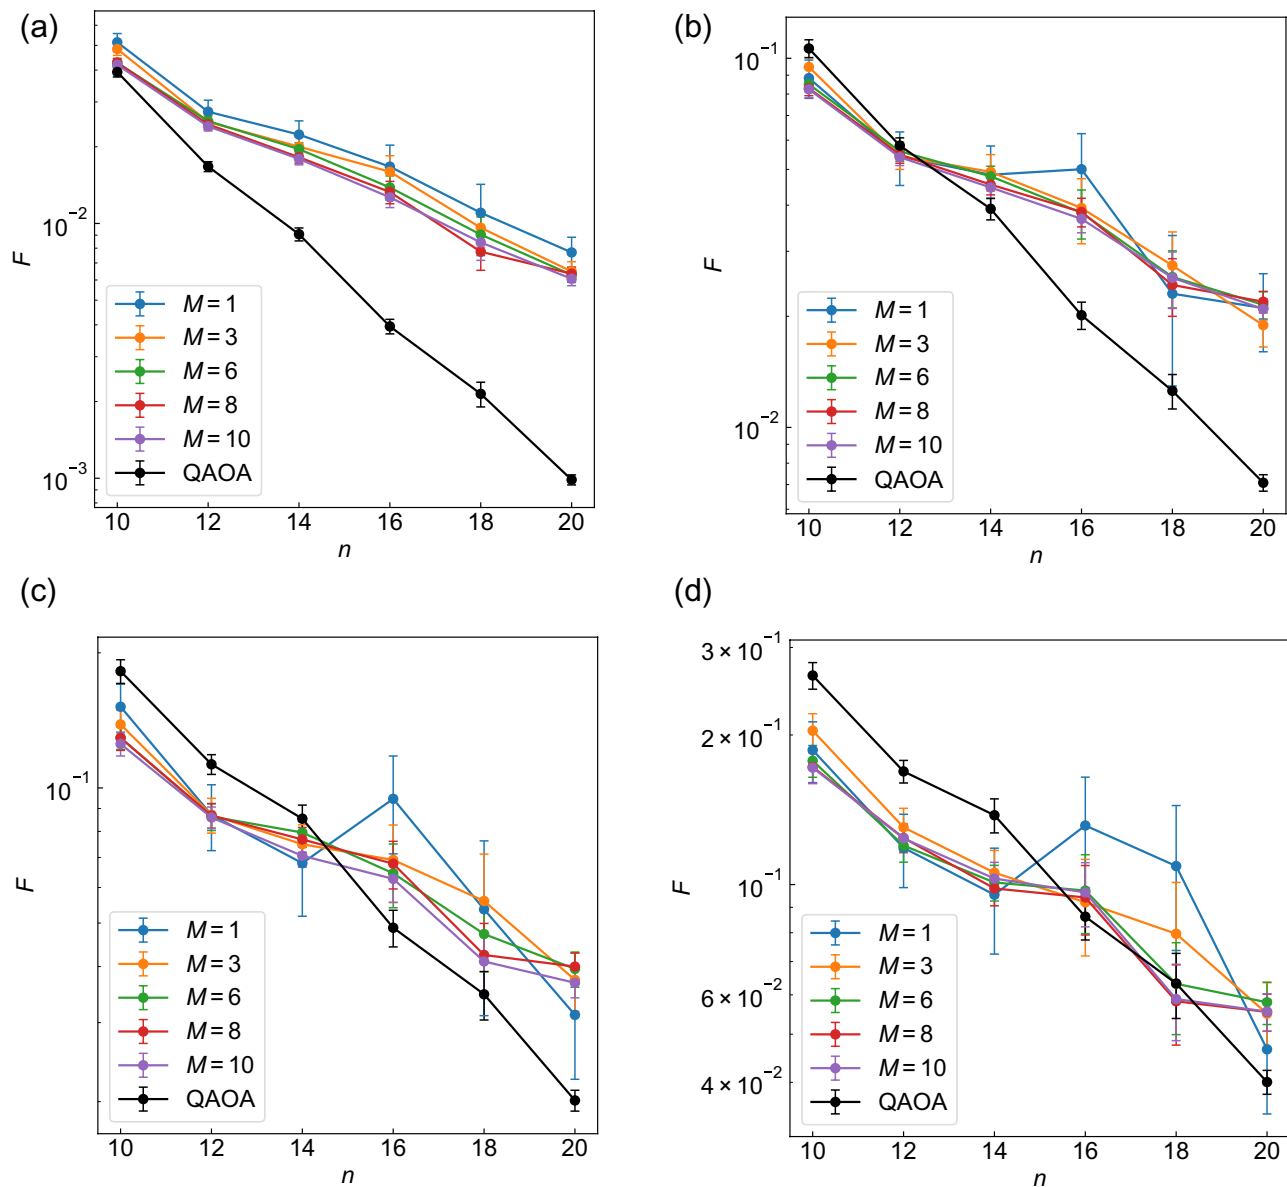 (a)
10⁻²
10⁻³
F
M = 1
M = 3
M = 6
M = 8
M = 10
QAOA
10 12 14 16 18 20
n
(b)
10⁻¹
10⁻²
F
M = 1
M = 3
M = 6
M = 8
M = 10
QAOA
10 12 14 16 18 20
n
(c)
10⁻¹
F
M = 1
M = 3
M = 6
M = 8
M = 10
QAOA
10 12 14 16 18 20
n
(d)
3 × 10⁻¹
2 × 10⁻¹
10⁻¹
6 × 10⁻²
4 × 10⁻²
F
M = 1
M = 3
M = 6
M = 8
M = 10
QAOA
10 12 14 16 18 20
n